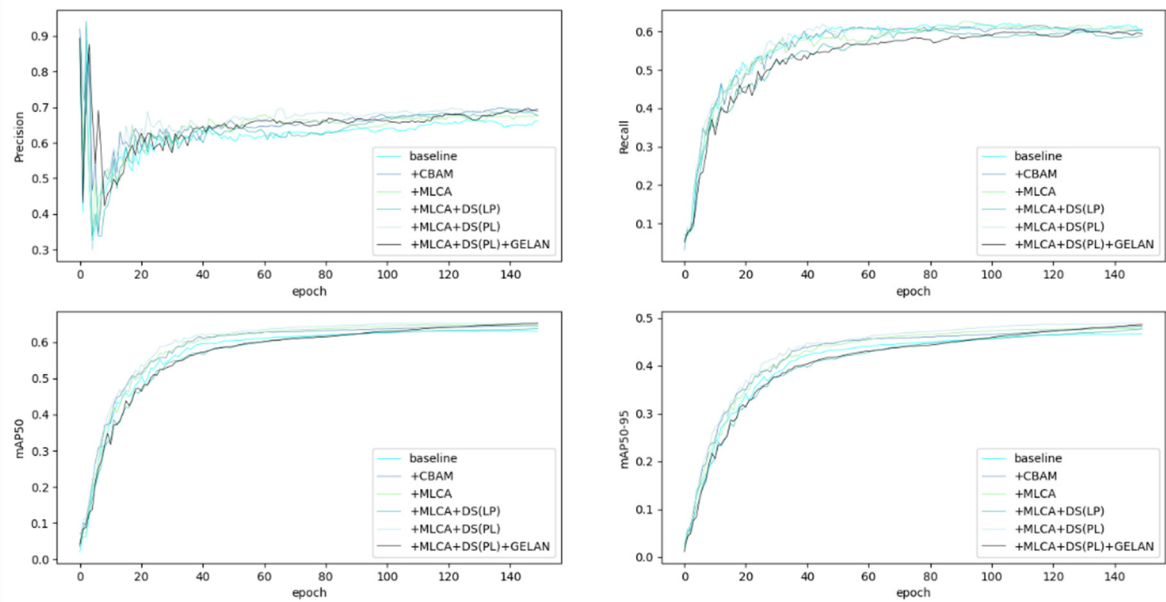 Precision
0.9
0.8
0.7
0.6
0.5
0.4
0.3
baseline
+CBAM
+MLCA
+MLCA+DS(LP)
+MLCA+DS(PL)
+MLCA+DS(PL)+GELAN
0 20 40 60 80 100 120 140
epoch
Recall
0.6
0.5
0.4
0.3
0.2
0.1
baseline
+CBAM
+MLCA
+MLCA+DS(LP)
+MLCA+DS(PL)
+MLCA+DS(PL)+GELAN
0 20 40 60 80 100 120 140
epoch
mAP50
0.6
0.5
0.4
0.3
0.2
0.1
0.0
baseline
+CBAM
+MLCA
+MLCA+DS(LP)
+MLCA+DS(PL)
+MLCA+DS(PL)+GELAN
0 20 40 60 80 100 120 140
epoch
mAP50-95
0.5
0.4
0.3
0.2
0.1
0.0
baseline
+CBAM
+MLCA
+MLCA+DS(LP)
+MLCA+DS(PL)
+MLCA+DS(PL)+GELAN
0 20 40 60 80 100 120 140
epoch